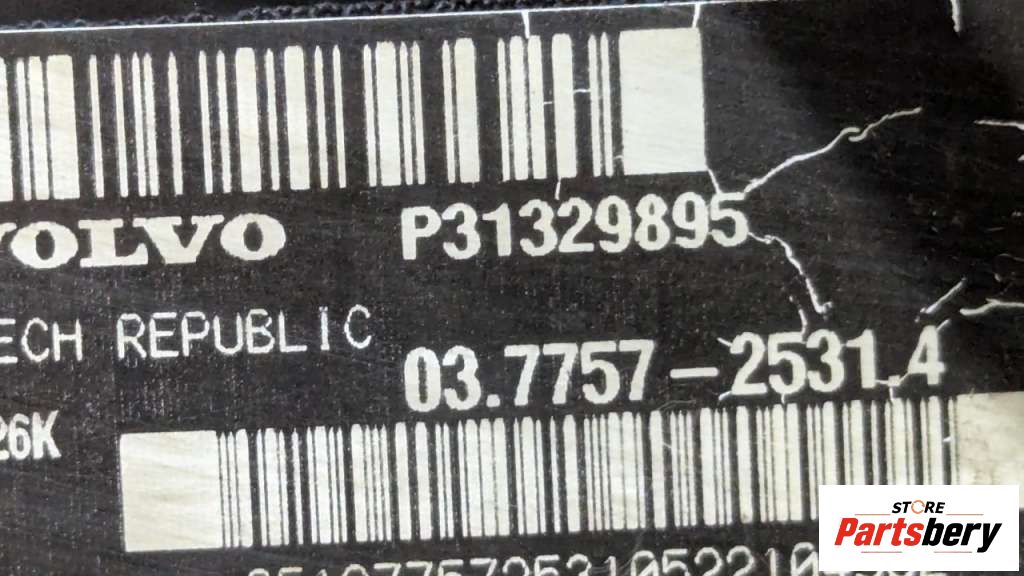 VOLVO P31329895
ECH REPUBLIC
03.7757-2531.4
26K
STORE
Partsbery